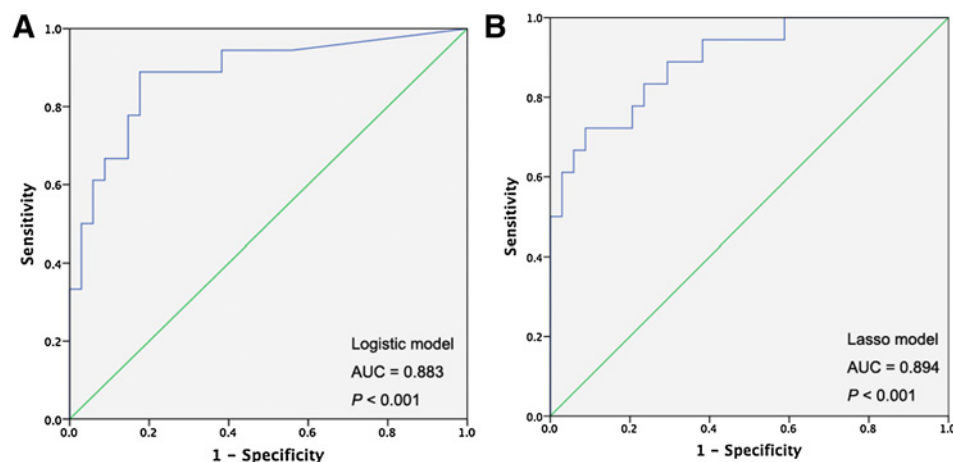 A
1.0
0.8
0.6
0.4
0.2
0.0
Sensitivity
0.0 0.2 0.4 0.6 0.8 1.0
1 – Specificity
Logistic model
AUC = 0.883
P < 0.001
B
1.0
0.8
0.6
0.4
0.2
0.0
Sensitivity
0.0 0.2 0.4 0.6 0.8 1.0
1 – Specificity
Lasso model
AUC = 0.894
P < 0.001